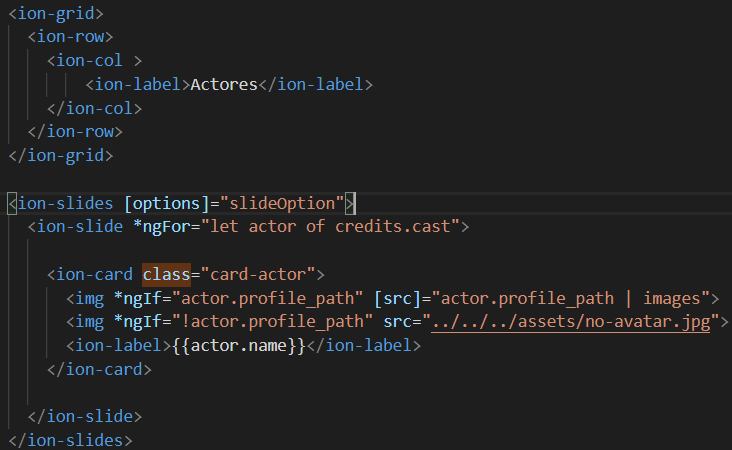 <ion-grid>
<ion-row>
<ion-col >
<ion-label>Actores</ion-label>
</ion-col>
</ion-row>
</ion-grid>
<ion-slides [options]="slideOption">
<ion-slide *ngFor="let actor of credits.cast">
<ion-card class="card-actor">
<img *ngIf="actor.profile_path" [src]="actor.profile_path | images">
<img *ngIf="!actor.profile_path" src="../../../assets/no-avatar.jpg">
<ion-label>{{actor.name}}</ion-label>
</ion-card>
</ion-slide>
</ion-slides>